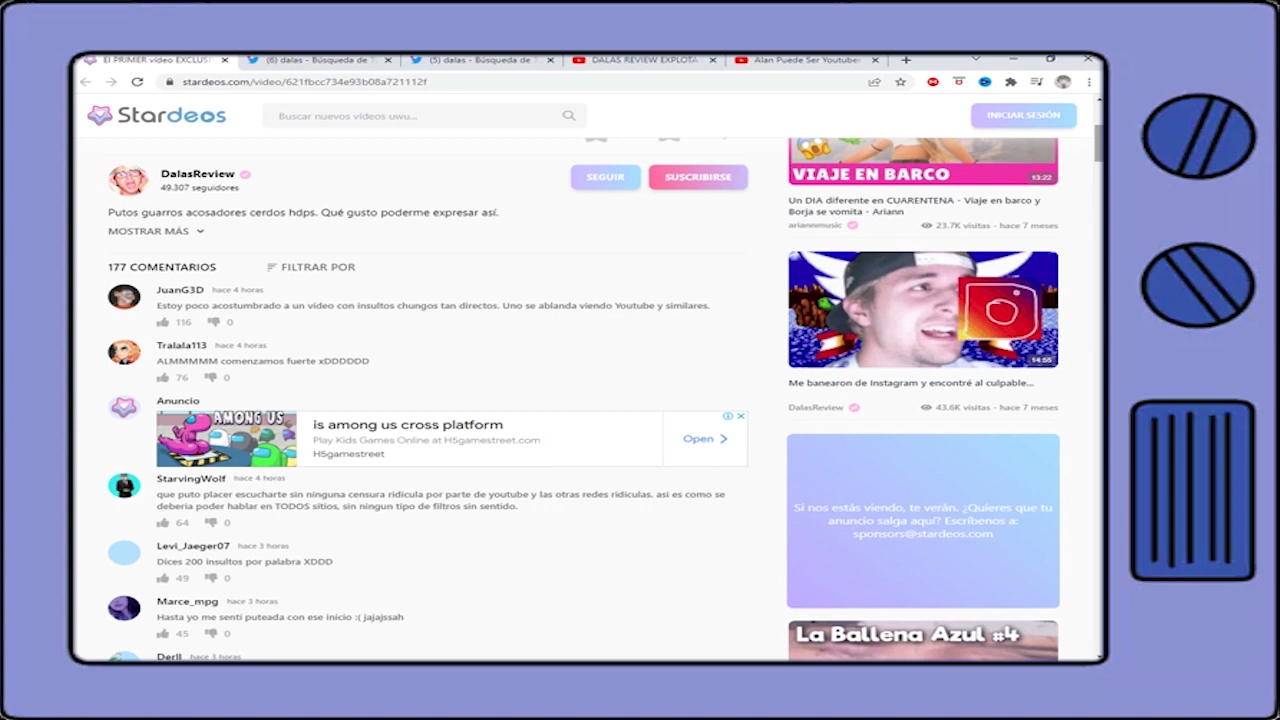 El PRIMER vídeo EXCLUS
(6) dalas - Búsqueda de T
(5) dalas - Búsqueda de T
DALAS REVIEW EXPLOTA
Alan Puede Ser Youtuber
stardeos.com/video/621fbcc734e93b08a721112f
Stardeos
Buscar nuevos vídeos uwu...
INICIAR SESIÓN
DalasReview
49.307 seguidores
SEGUIR
SUSCRIBIRSE
Putos guarros acosadores cerdos hdps. Qué gusto poderme expresar así.
MOSTRAR MÁS
177 COMENTARIOS
FILTRAR POR
JuanG3D hace 4 horas
Estoy poco acostumbrado a un vídeo con insultos chungos tan directos. Uno se ablanda viendo Youtube y similares.
116 0
Tralala113 hace 4 horas
ALMMMMM comenzamos fuerte xDDDDDD
76 0
Anuncio
AMONG US
is among us cross platform
Play Kids Games Online at H5gamestreet.com
H5gamestreet
Open
StarvingWolf hace 4 horas
que puto placer escucharte sin ninguna censura ridicula por parte de youtube y las otras redes ridiculas. asi es como se
deberia poder hablar en TODOS sitios, sin ningun tipo de filtros sin sentido.
64 0
Levi_Jaeger07 hace 3 horas
Dices 200 insultos por palabra XDDD
49 0
Marce_mpg hace 3 horas
Hasta yo me sentí puteada con ese inicio :( jajajssah
45 0
Derll hace 3 horas
VIAJE EN BARCO
13:22
Un DIA diferente en CUARENTENA - Viaje en barco y
Borja se vomita - Ariann
ariannmusic 23.7K visitas - hace 7 meses
14:55
Me banearon de Instagram y encontré al culpable...
DalasReview 43.6K visitas - hace 7 meses
Si nos estás viendo, te verán. ¿Quieres que tu
anuncio salga aquí? Escríbenos a:
sponsors@stardeos.com
La Ballena Azul #4